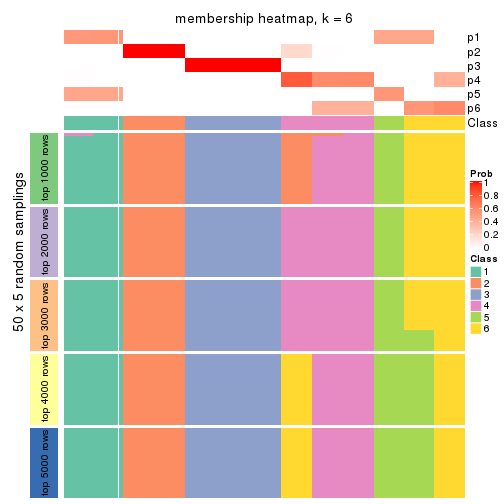 membership heatmap, k = 6
p1
p2
p3
p4
p5
p6
Class
50 x 5 random samplings
top 1000 rows
top 2000 rows
top 3000 rows
top 4000 rows
top 5000 rows
Prob
1
0.8
0.6
0.4
0.2
0
Class
1
2
3
4
5
6